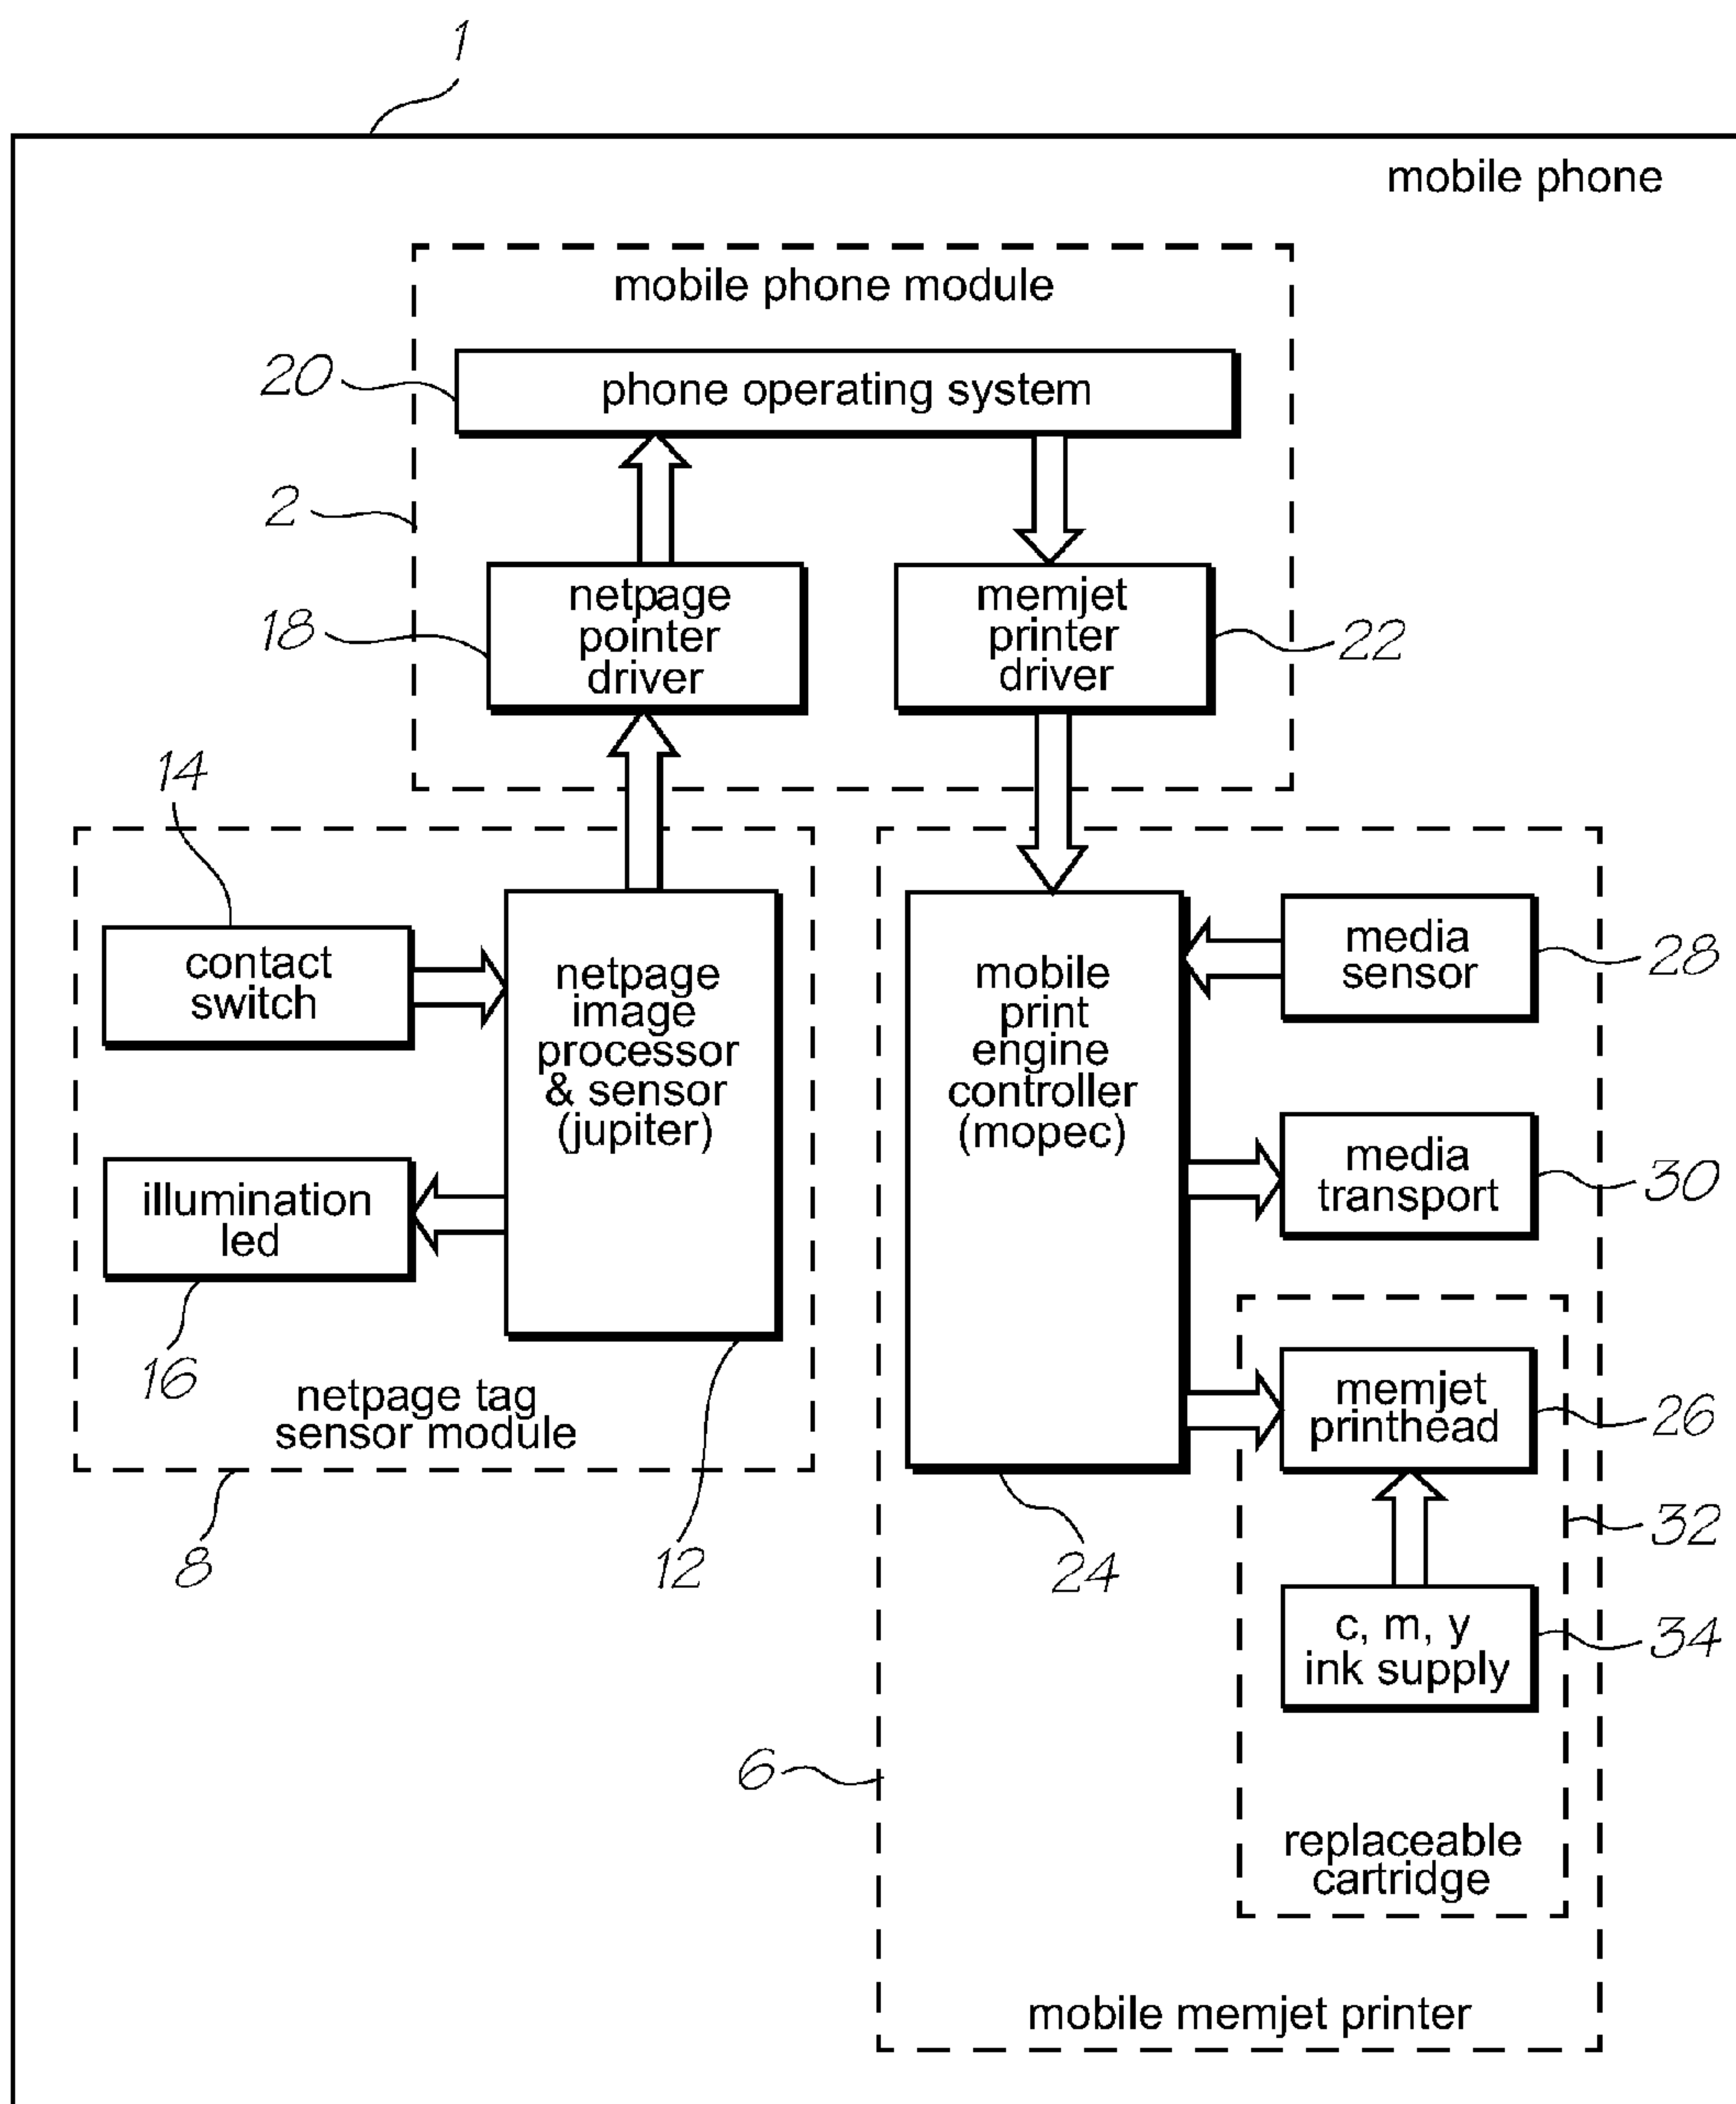 1
mobile phone
mobile phone module
20
phone operating system
2
18
netpage
pointer
driver
memjet
printer
driver
22
14
contact
switch
netpage
image
processor
& sensor
(jupiter)
illumination
led
16
netpage tag
sensor module
8
12
mobile
print
engine
controller
(mopec)
24
media
sensor
28
media
transport
30
memjet
printhead
26
32
c, m, y
ink supply
34
6
replaceable
cartridge
mobile memjet printer